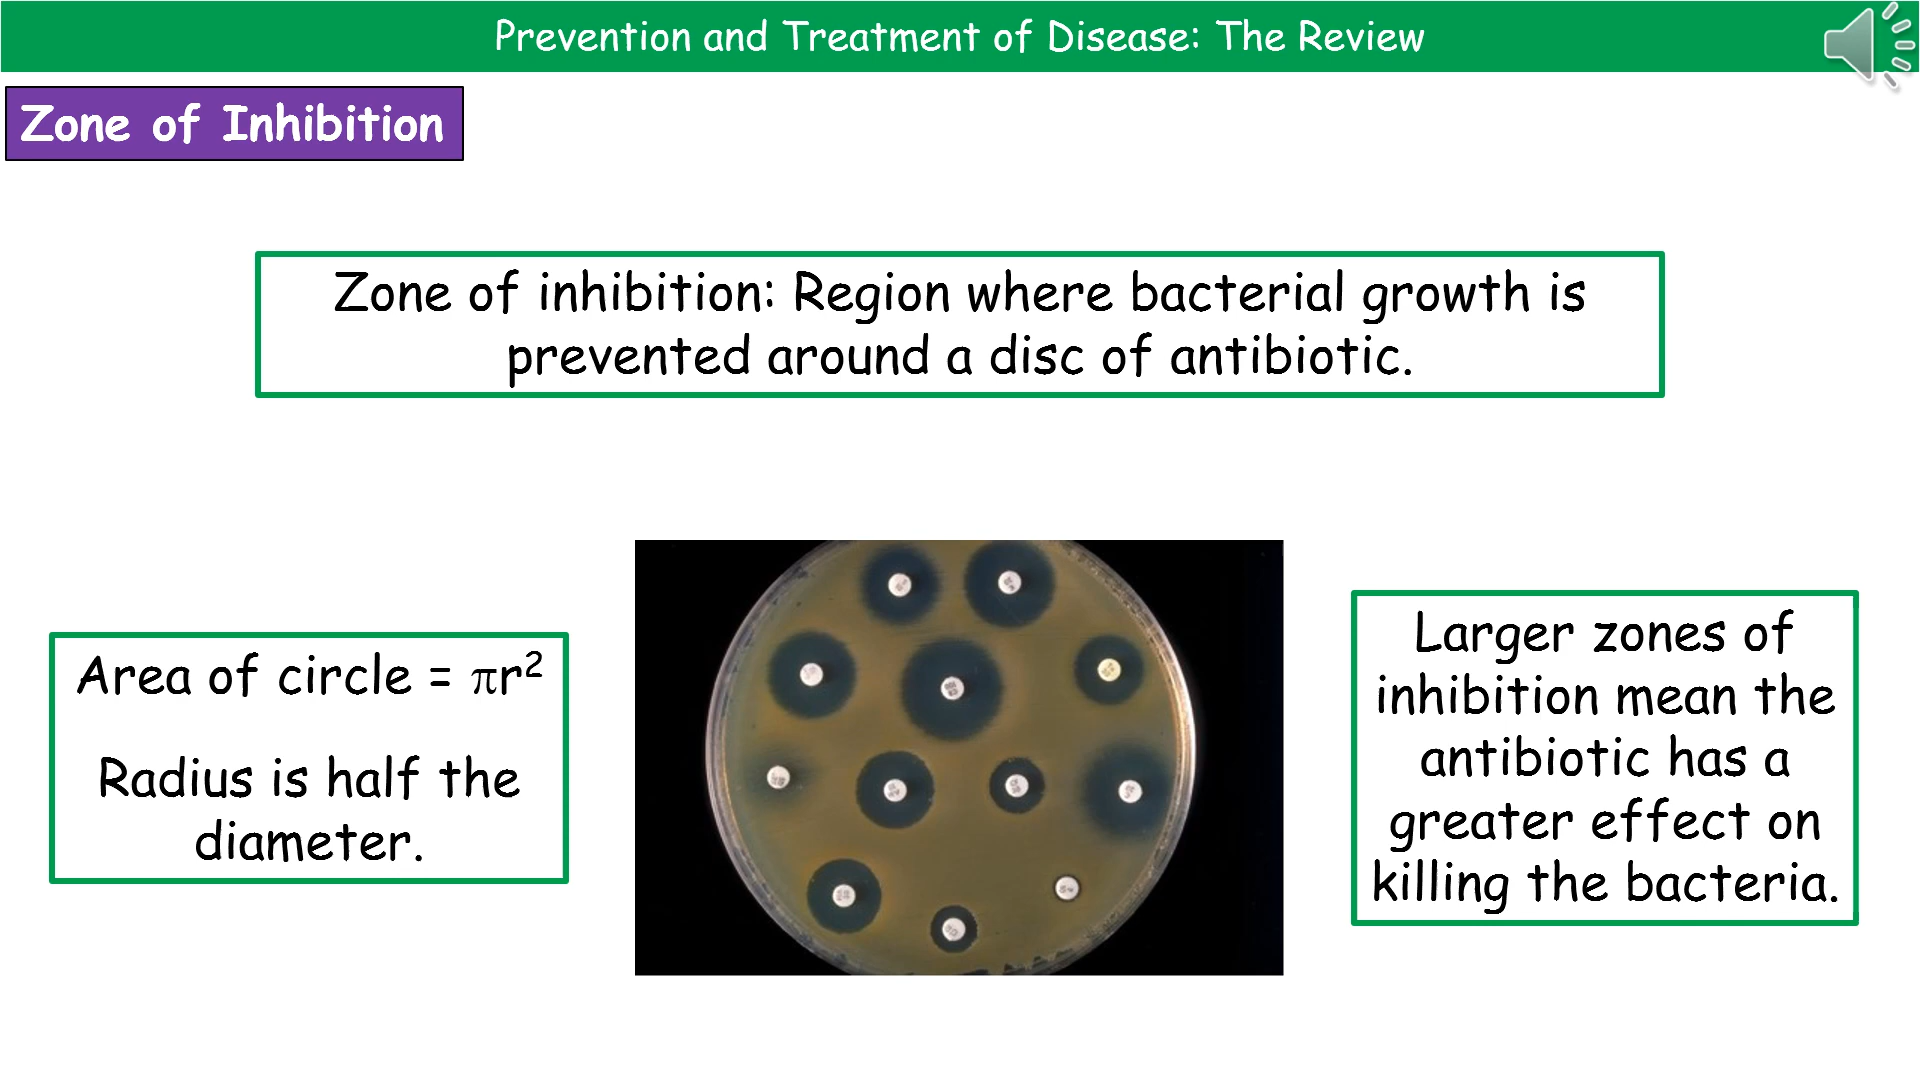 Prevention and Treatment of Disease: The Review
Zone of Inhibition
Zone of inhibition: Region where bacterial growth is
prevented around a disc of antibiotic.
Area of circle = πr²
Radius is half the
diameter.
Larger zones of
inhibition mean the
antibiotic has a
greater effect on
killing the bacteria.